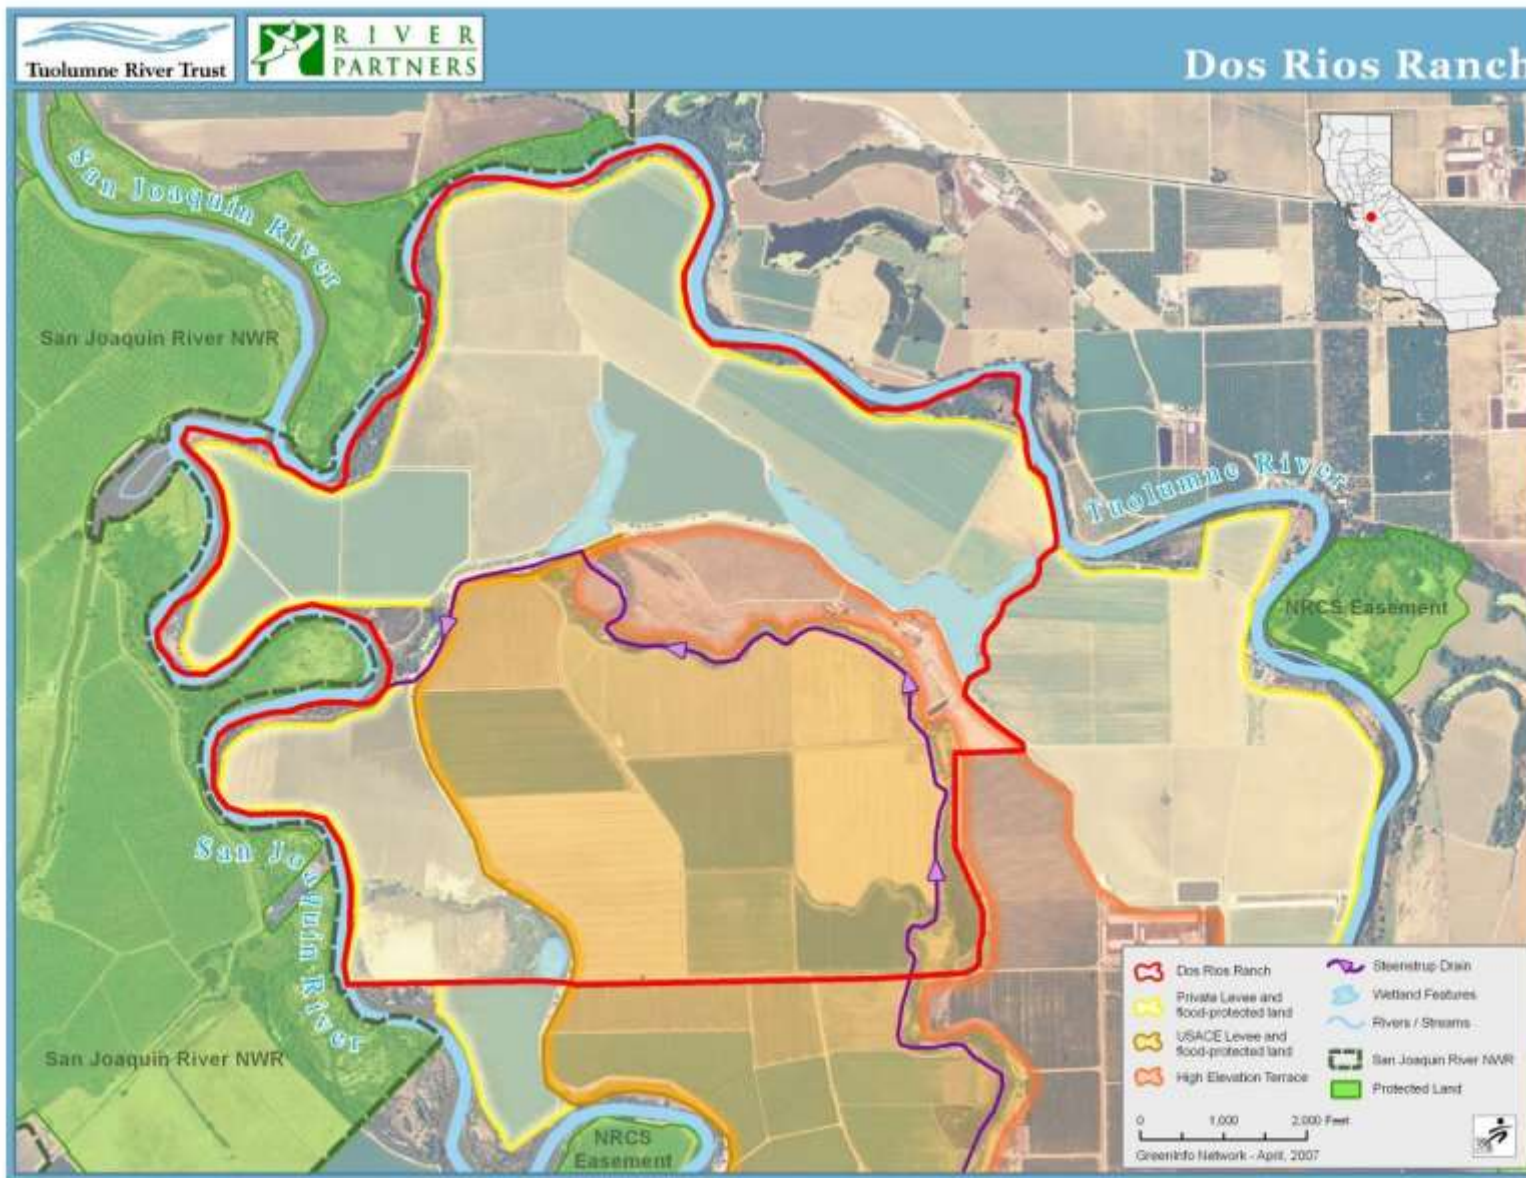 Tuolumne River Trust
RIVER
PARTNERS
Dos Rios Ranch
San Joaquin River
San Joaquin River NWR
Tuolumne River
NRCS Easement
San Joaquin River
San Joaquin River NWR
NRCS
Easement
Dos Rios Ranch
Private Levee and
flood-protected land
USACE Levee and
flood-protected land
High Elevation Terrace
Steenstrup Drain
Wetland Features
Rivers / Streams
San Joaquin River NWR
Protected Land
0 1,000 2,000 Feet
GreenInfo Network - April, 2007